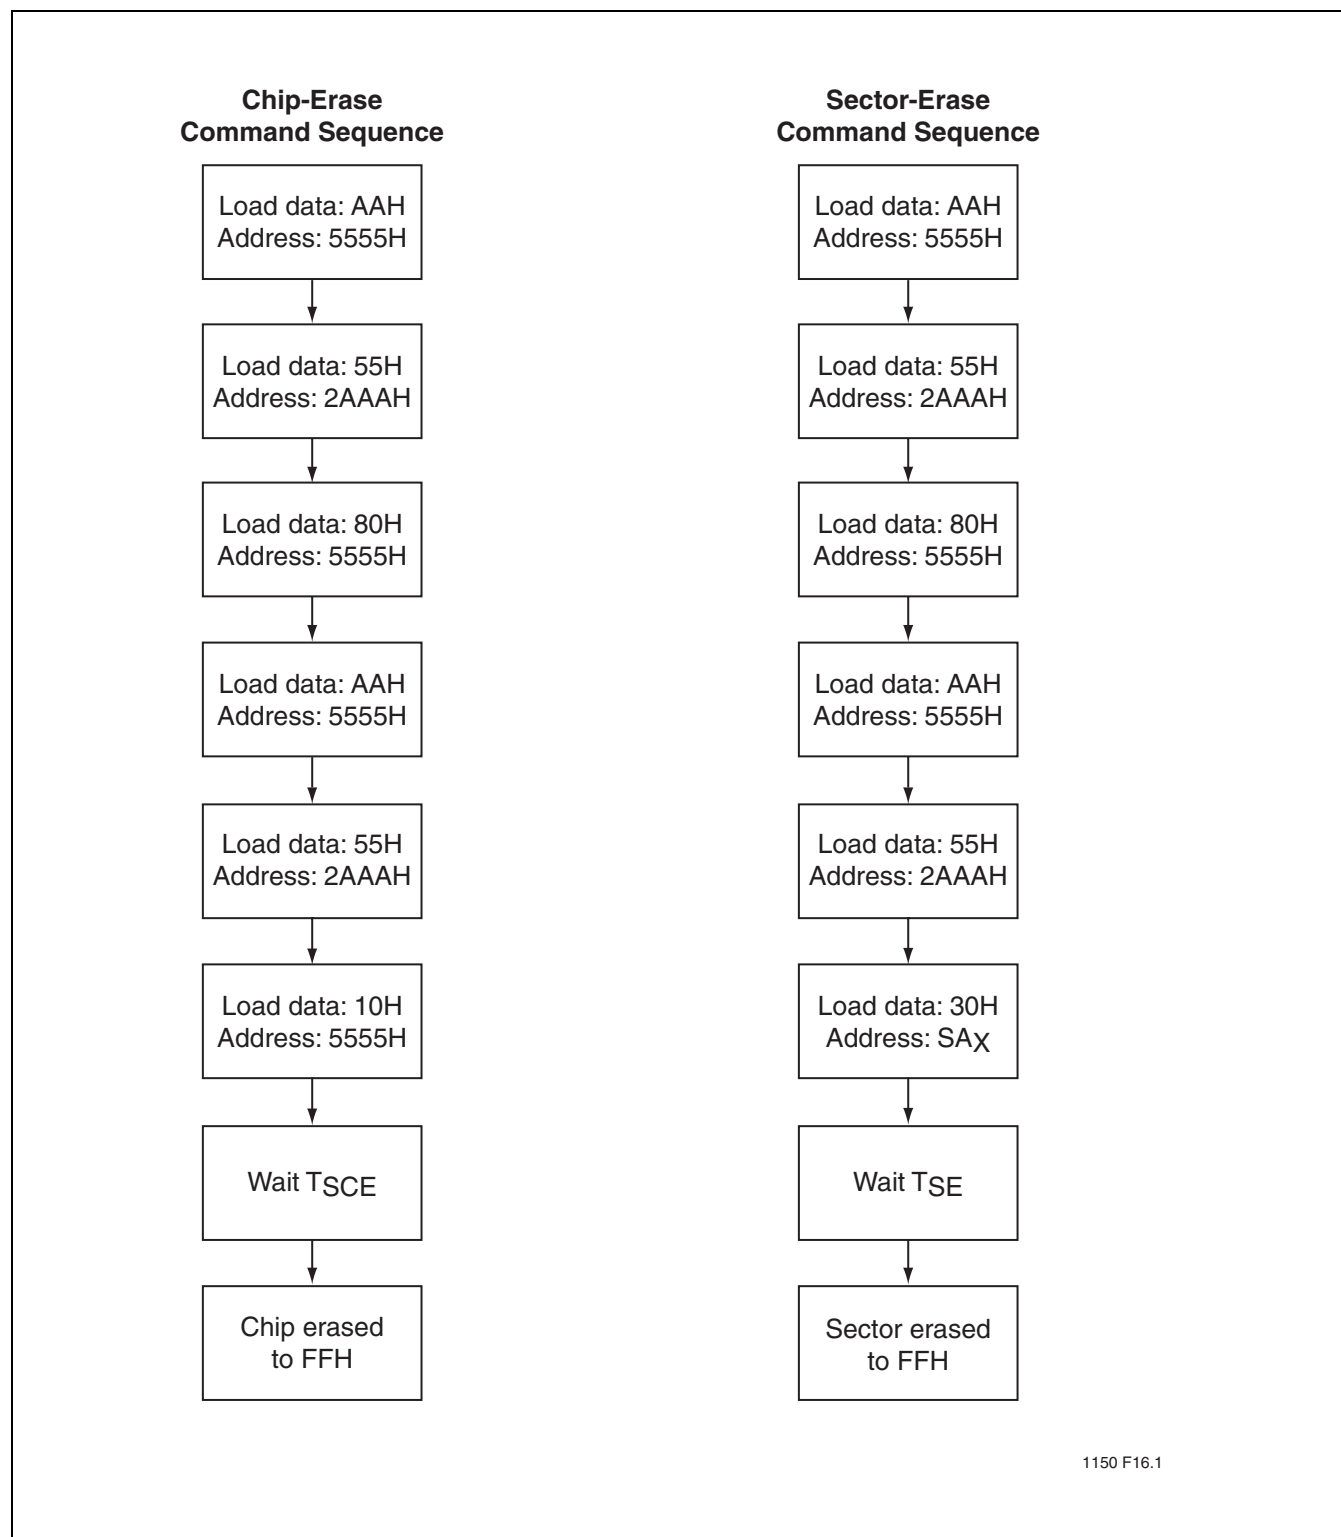 Chip-Erase
Command Sequence
Load data: AAH
Address: 5555H
Load data: 55H
Address: 2AAAH
Load data: 80H
Address: 5555H
Load data: AAH
Address: 5555H
Load data: 55H
Address: 2AAAH
Load data: 10H
Address: 5555H
Wait TSCE
Chip erased
to FFH
Sector-Erase
Command Sequence
Load data: AAH
Address: 5555H
Load data: 55H
Address: 2AAAH
Load data: 80H
Address: 5555H
Load data: AAH
Address: 5555H
Load data: 55H
Address: 2AAAH
Load data: 30H
Address: SAX
Wait TSE
Sector erased
to FFH
1150 F16.1